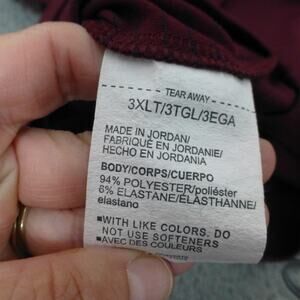 TEAR AWAY
3XLT/3TGL/3EGA
MADE IN JORDAN/
FABRIQUÉ EN JORDANIE/
HECHO EN JORDANIA
BODY/CORPS/CUERPO
94% POLYESTER/poliéster
6% ELASTANE/ÉLASTHANNE/
elastano
■WITH LIKE COLORS. DO
NOT USE SOFTENERS
■AVEC DES COULEURS